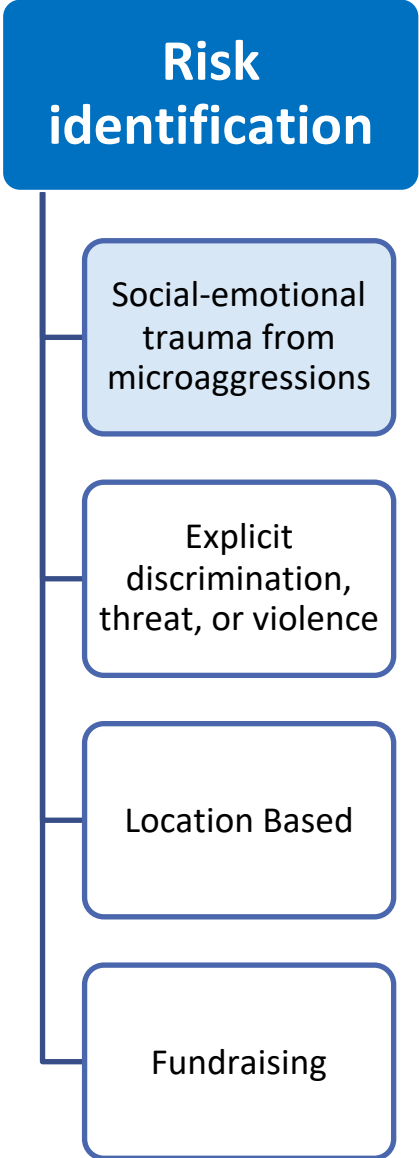 Risk
identification
Social-emotional
trauma from
microaggressions
Explicit
discrimination,
threat, or violence
Location Based
Fundraising